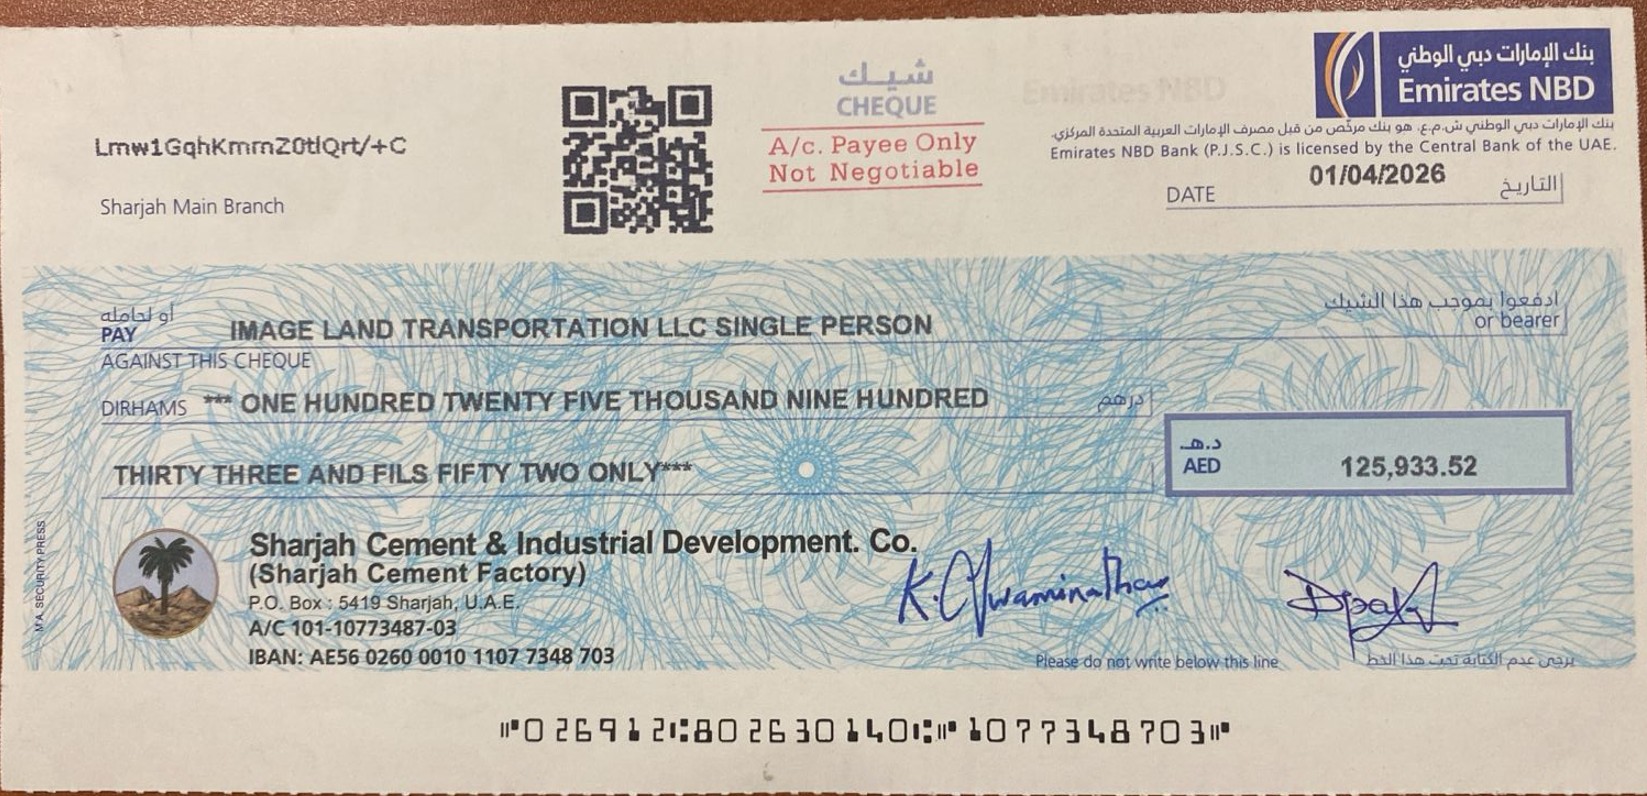 بنك الإمارات دبي الوطني
Emirates NBD
بنك الإمارات دبي الوطني ش.م.ع. هو بنك مرخّص من قبل مصرف الإمارات العربية المتحدة المركزي.
Emirates NBD Bank (P.J.S.C.) is licensed by the Central Bank of the UAE.
شيك
CHEQUE
Emirates NBD
A/c. Payee Only
Not Negotiable
Sharjah Main Branch
DATE 01/04/2026 التاريخ
أو لحامله ادفعوا بموجب هذا الشيك
PAY IMAGE LAND TRANSPORTATION LLC SINGLE PERSON or bearer
AGAINST THIS CHEQUE
DIRHAMS *** ONE HUNDRED TWENTY FIVE THOUSAND NINE HUNDRED درهم
THIRTY THREE AND FILS FIFTY TWO ONLY***
د.هـ
AED 125,933.52
Sharjah Cement & Industrial Development. Co.
(Sharjah Cement Factory)
P.O. Box : 5419 Sharjah, U.A.E.
A/C 101-10773487-03
IBAN: AE56 0260 0010 1107 7348 703
Please do not write below this line يرجى عدم الكتابة تحت هذا الخط
M.A. SECURITY PRESS
⑈026912⑆802630140⑆⑈1077348703⑈